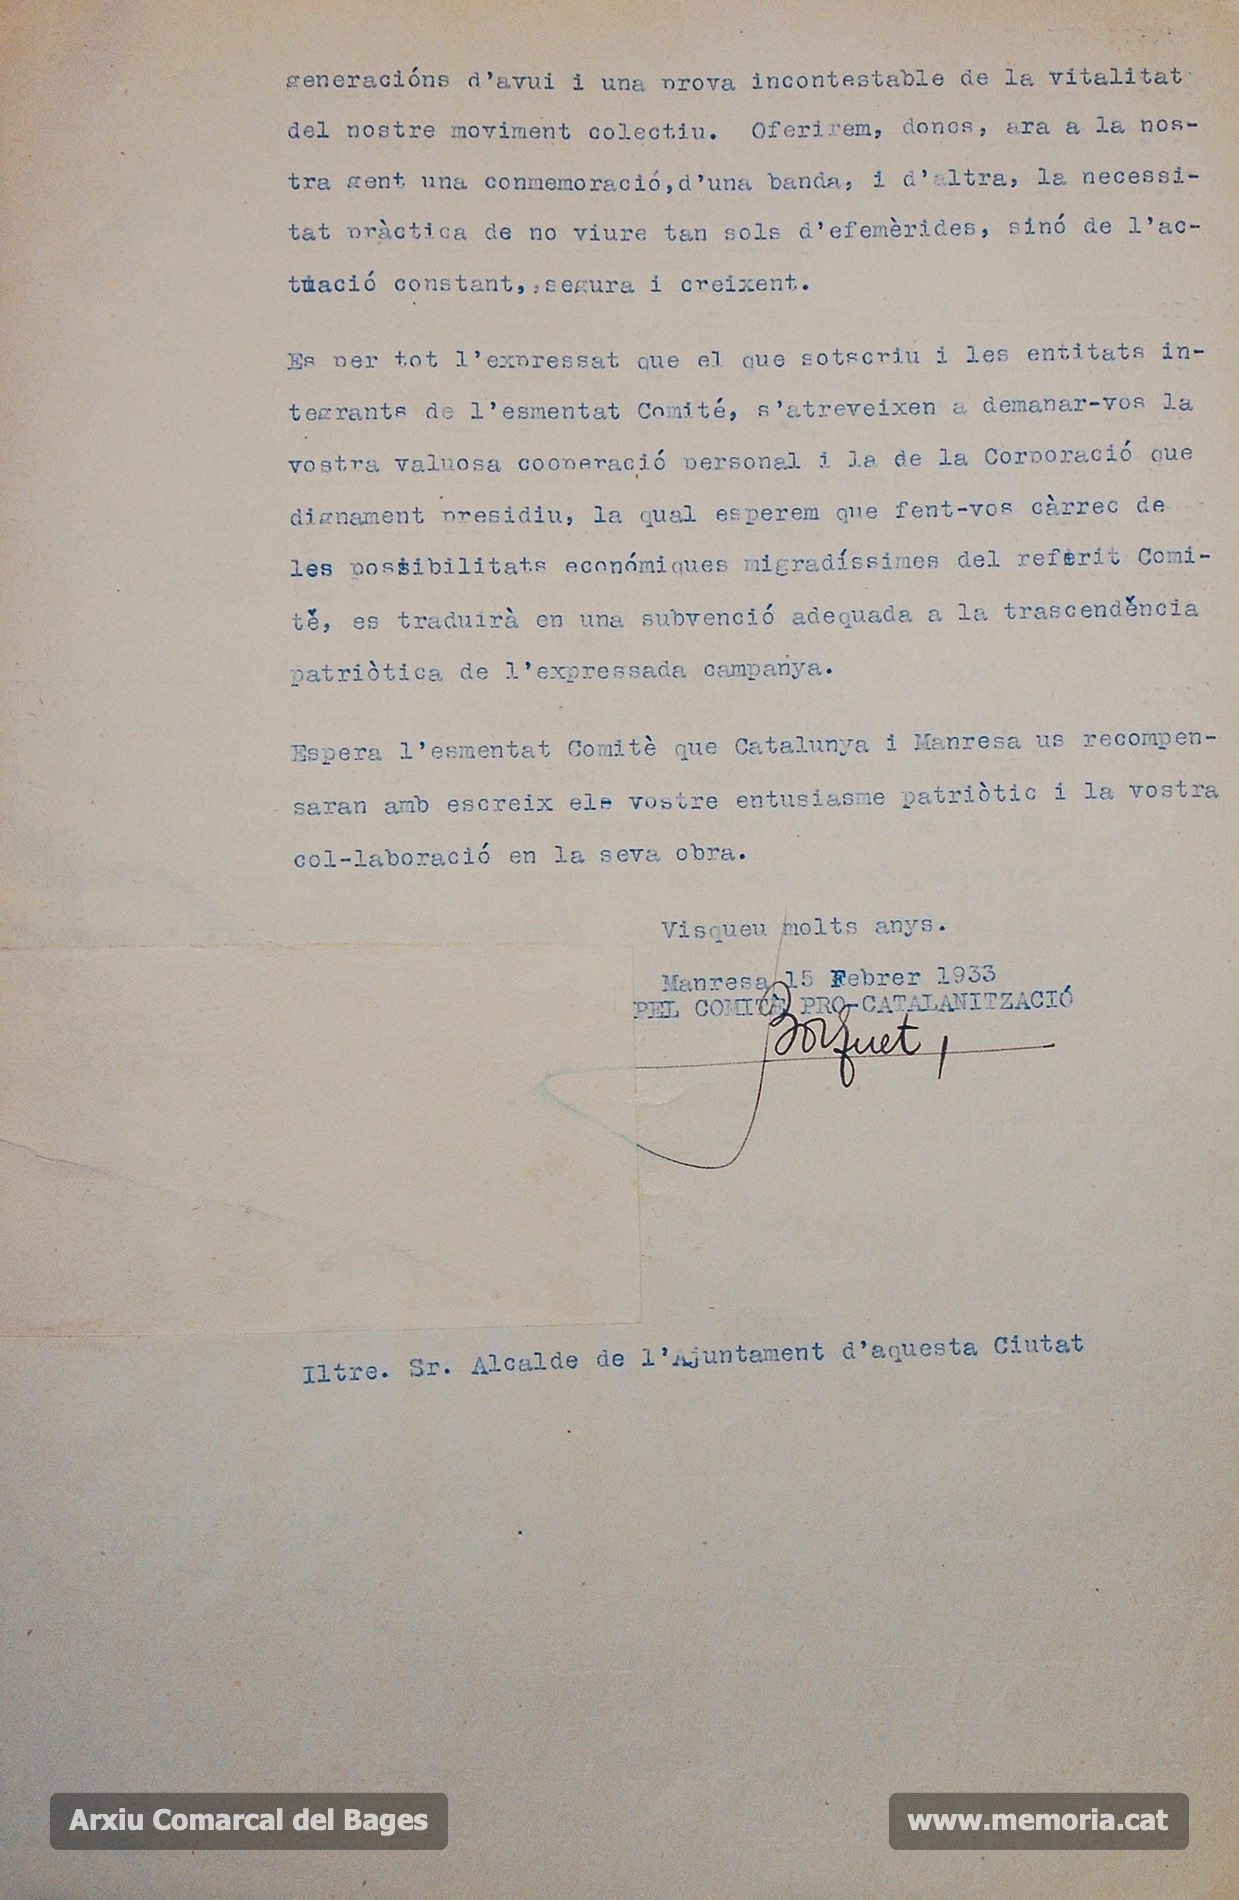 generacións d'avui i una prova incontestable de la vitalitat
del nostre moviment colectiu. Oferirem, doncs, ara a la nos-
tra gent una conmemoració,d'una banda, i d'altra, la necessi-
tat pràctica de no viure tan sols d'efemèrides, sinó de l'ac-
tuació constant,,segura i creixent.
Es per tot l'expressat que el que sotscriu i les entitats in-
tegrants de l'esmentat Comité, s'atreveixen a demanar-vos la
vostra valuosa cooperació personal i la de la Corporació que
dignament presidiu, la qual esperem que fent-vos càrrec de
les possibilitats económiques migradíssimes del referit Comi-
tè, es traduirà en una subvenció adequada a la trascendència
patriòtica de l'expressada campanya.
Espera l'esmentat Comitè que Catalunya i Manresa us recompen-
saran amb escreix els vostre entusiasme patriòtic i la vostra
col-laboració en la seva obra.
Visqueu molts anys.
Manresa 15 Febrer 1933
PEL COMITÈ PRO-CATALANITZACIÓ
Iltre. Sr. Alcalde de l'Ajuntament d'aquesta Ciutat
Arxiu Comarcal del Bages
www.memoria.cat